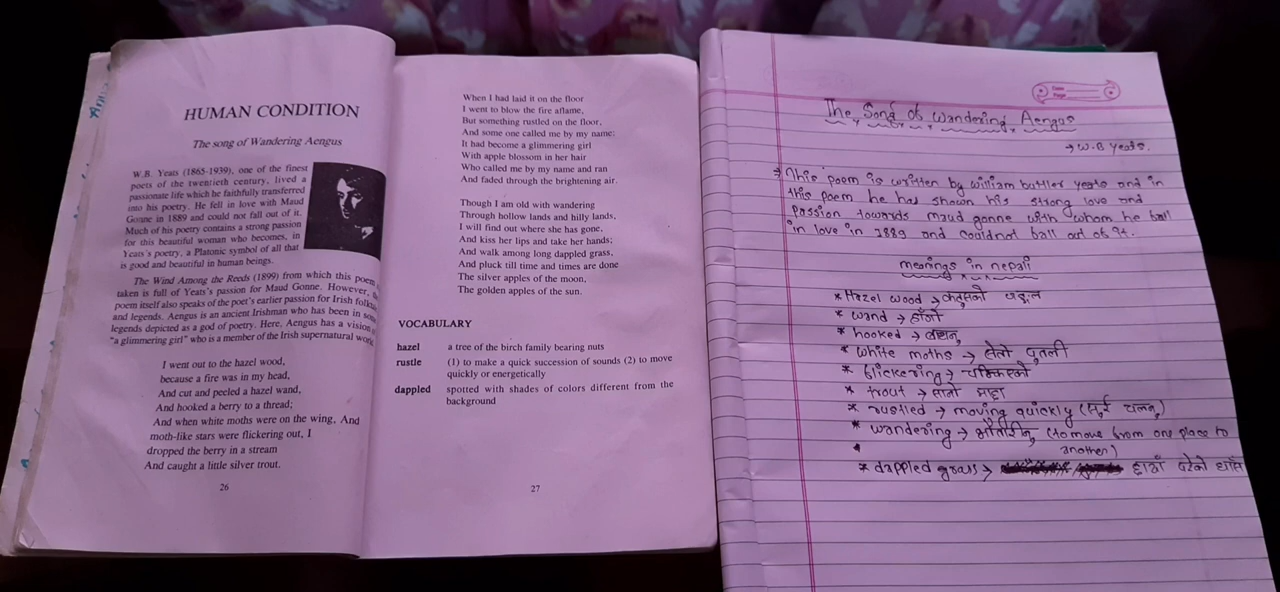 HUMAN CONDITION
The song of Wandering Aengus
W.B. Yeats (1865-1939), one of the finest
poets of the twentieth century, lived a
passionate life which he faithfully transferred
into his poetry. He fell in love with Maud
Gonne in 1889 and could not fall out of it.
Much of his poetry contains a strong passion
for this beautiful woman who becomes, in
Yeats's poetry, a Platonic symbol of all that
is good and beautiful in human beings.
The Wind Among the Reeds (1899) from which this poem
taken is full of Yeats's passion for Maud Gonne. However,
poem itself also speaks of the poet's earlier passion for Irish
and legends. Aengus is an ancient Irishman who has been in
legends depicted as a god of poetry. Here, Aengus has a vision
"a glimmering girl" who is a member of the Irish supernatural
I went out to the hazel wood,
because a fire was in my head,
And cut and peeled a hazel wand,
And hooked a berry to a thread;
And when white moths were on the wing, And
moth-like stars were flickering out, I
dropped the berry in a stream
And caught a little silver trout.
26
When I had laid it on the floor
I went to blow the fire aflame,
But something rustled on the floor,
And some one called me by my name:
It had become a glimmering girl
With apple blossom in her hair
Who called me by my name and ran
And faded through the brightening air.
Though I am old with wandering
Through hollow lands and hilly lands,
I will find out where she has gone,
And kiss her lips and take her hands;
And walk among long dappled grass,
And pluck till time and times are done
The silver apples of the moon,
The golden apples of the sun.
VOCABULARY
hazel a tree of the birch family bearing nuts
rustle (1) to make a quick succession of sounds (2) to move
quickly or energetically
dappled spotted with shades of colors different from the
background
27
The Song of Wandering Aengus
→ W.B Yeats.
→ This poem is written by william buttler yeats and in
this poem he has shown his strong love and
passion towards maud gonne with whom he ball
in love in 1889 and couldnot ball out of it.
meanings in nepali
* Hazel wood → कटुसको जङ्गल
* wand → हाँगो
* hooked →
* white moths → सेतो पुतली
* flickering →
* trout → सानो माछा
* rustled → moving quickly (सुर्र चल्नु)
* wandering → (to move from one place to
another)
* dappled grass → छायाँ परेको घाँस